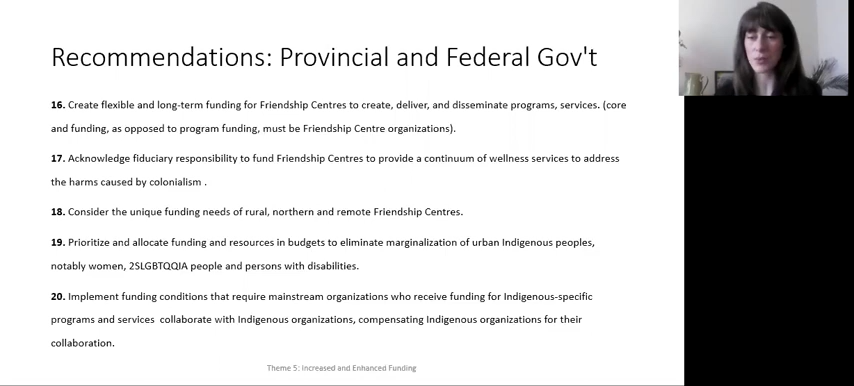 Recommendations: Provincial and Federal Gov't
16. Create flexible and long-term funding for Friendship Centres to create, deliver, and disseminate programs, services. (core
and funding, as opposed to program funding, must be Friendship Centre organizations).
17. Acknowledge fiduciary responsibility to fund Friendship Centres to provide a continuum of wellness services to address
the harms caused by colonialism .
18. Consider the unique funding needs of rural, northern and remote Friendship Centres.
19. Prioritize and allocate funding and resources in budgets to eliminate marginalization of urban Indigenous peoples,
notably women, 2SLGBTQQIA people and persons with disabilities.
20. Implement funding conditions that require mainstream organizations who receive funding for Indigenous-specific
programs and services  collaborate with Indigenous organizations, compensating Indigenous organizations for their
collaboration.
Theme 5: Increased and Enhanced Funding